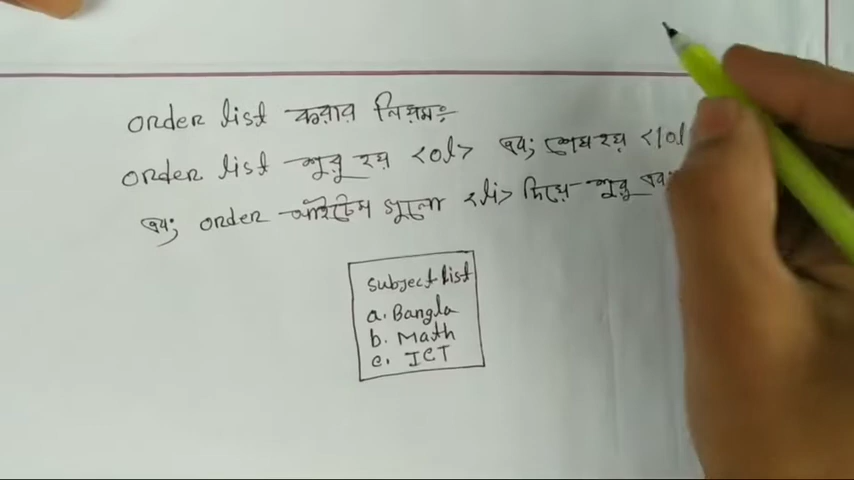 order list করার নিয়মঃ
order list শুরু হয় <ol> এবং শেষ হয় </ol
এবং order আইটেম গুলো <li> দিয়ে শুরু এবং
subject list
a. Bangla
b. Math
c. ICT